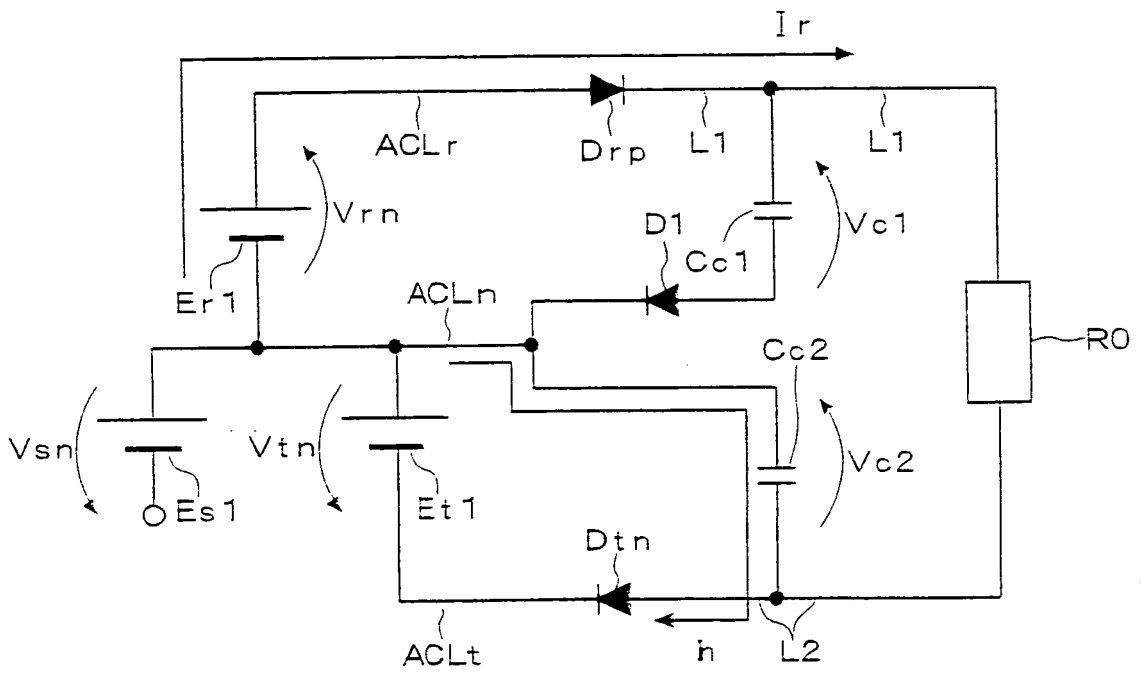 Ir
ACLr
Drp
L1
L1
Vrn
D1
Cc1
Vc1
Er1
ACLn
R0
Cc2
Vsn
Vtn
Vc2
Es1
Et1
Dtn
ACLt
in
L2